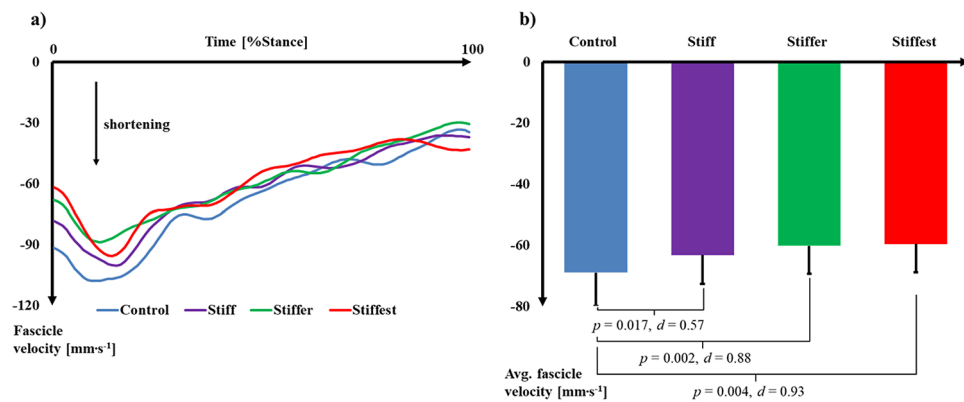 a)
Time [%Stance]
0
100
0
-30
-60
-90
-120
shortening
Control Stiff Stiffer Stiffest
Fascicle
velocity [mm·s⁻¹]
b)
Control Stiff Stiffer Stiffest
0
-20
-40
-60
-80
p = 0.017, d = 0.57
p = 0.002, d = 0.88
p = 0.004, d = 0.93
Avg. fascicle
velocity [mm·s⁻¹]